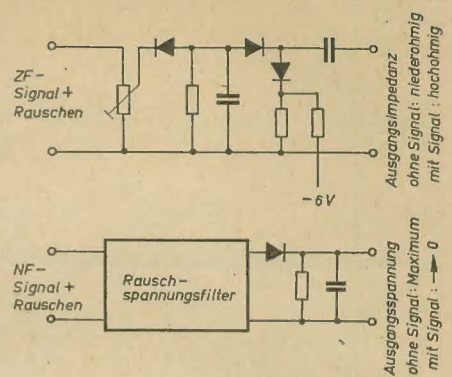 ZF-
Signal +
Rauschen
-6V
Ausgangsimpedanz
ohne Signal: niederohmig
mit Signal: hochohmig
NF-
Signal +
Rauschen
Rausch-
spannungsfilter
Ausgangsspannung
ohne Signal: Maximum
mit Signal: → 0